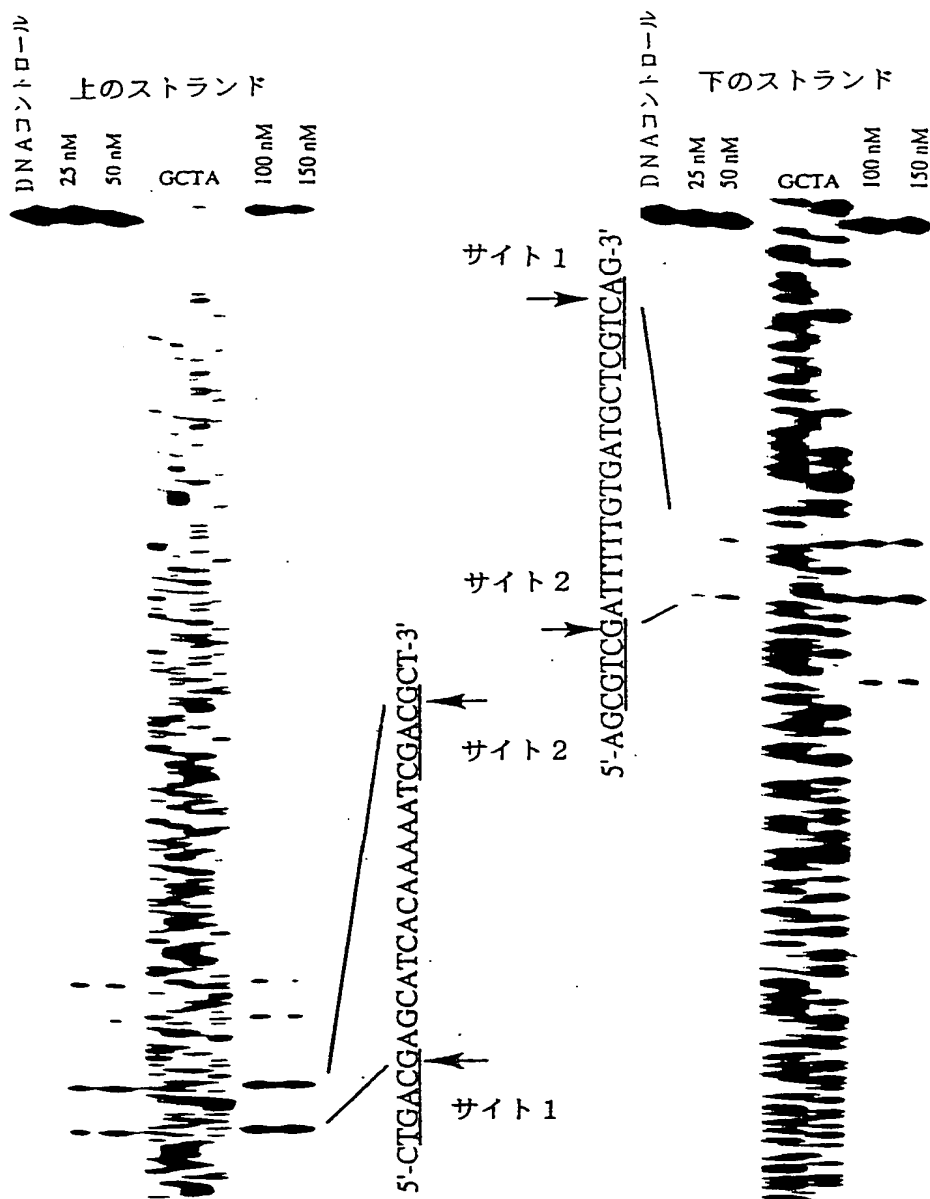 上のストランド
DNAコントロール
25 nM
50 nM
GCTA
100 nM
150 nM
サイト2
5'-CTGACGAGCATCACAAAAATCGACGCT-3'
サイト1
下のストランド
DNAコントロール
25 nM
50 nM
GCTA
100 nM
150 nM
サイト1
5'-AGCGTCGATTTTTGTGATGCTCGTCAG-3'
サイト2